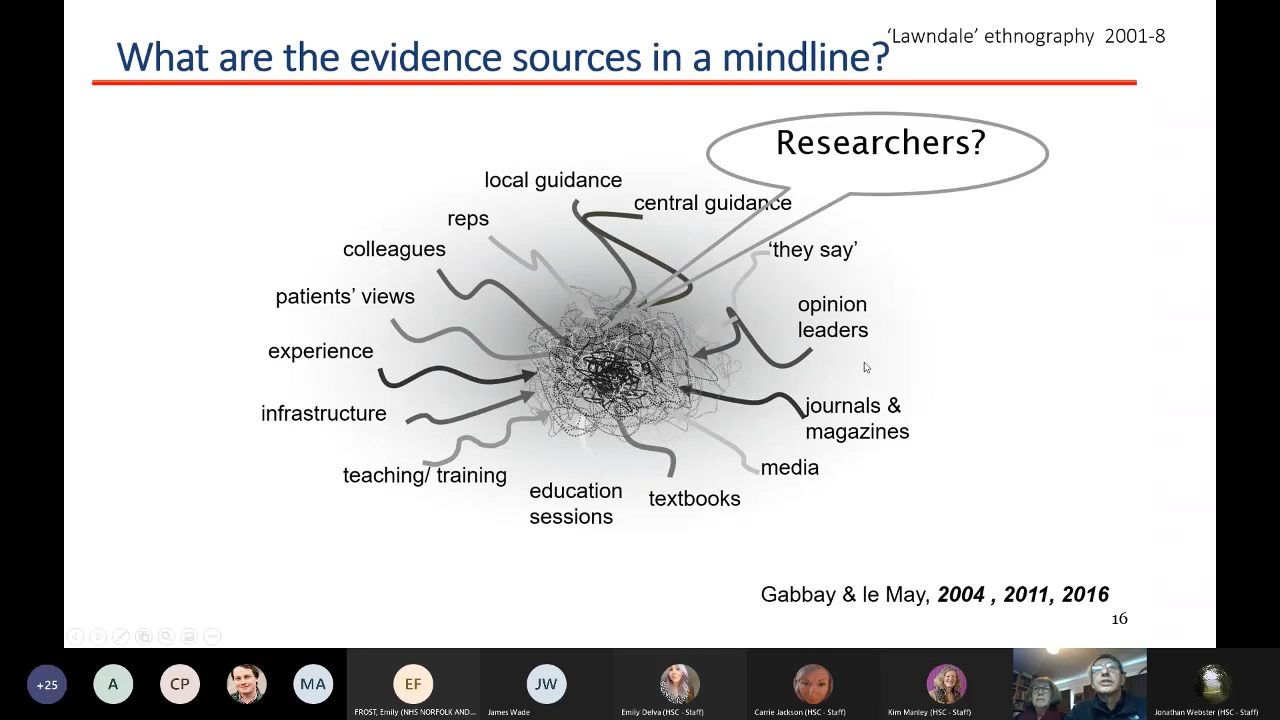 'Lawndale' ethnography 2001-8
What are the evidence sources in a mindline?
Researchers?
local guidance
central guidance
reps
'they say'
colleagues
patients' views
opinion
leaders
experience
infrastructure
journals &
magazines
teaching/ training
media
education
sessions
textbooks
Gabbay & le May, 2004 , 2011, 2016
16
+25
A
CP
MA
EF
JW
FROST, Emily (NHS NORFOLK AND...
James Wade
Emily Delva (HSC - Staff)
Carrie Jackson (HSC - Staff)
Kim Manley (HSC - Staff)
Jonathan Webster (HSC - Staff)